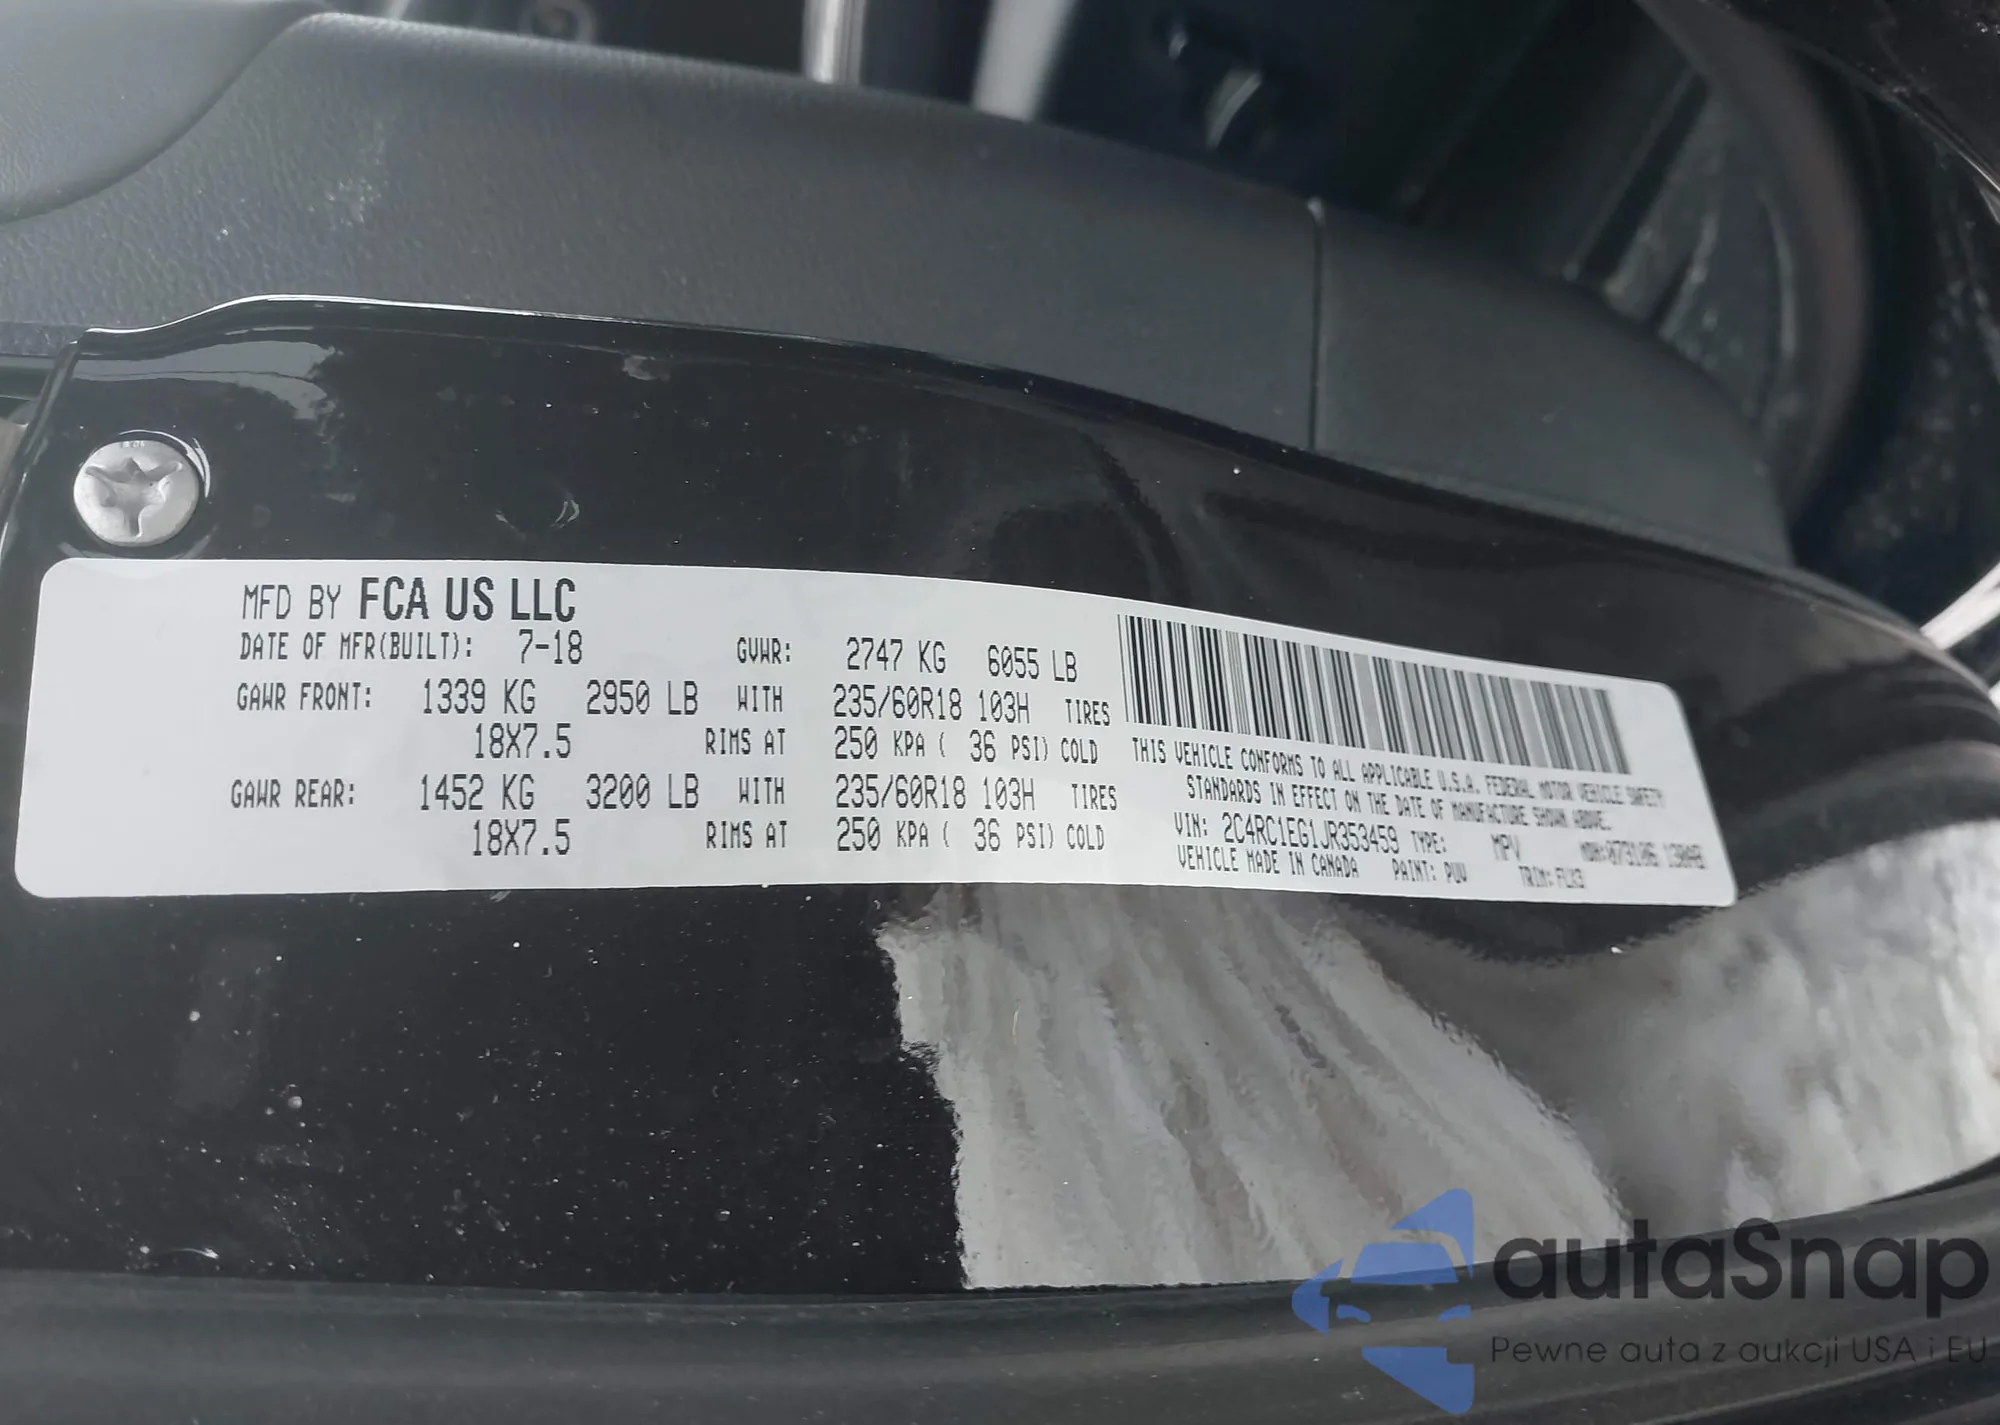 MFD BY FCA US LLC
DATE OF MFR(BUILT): 7-18 GVWR: 2747 KG 6055 LB
GAWR FRONT: 1339 KG 2950 LB WITH 235/60R18 103H TIRES
18X7.5 RIMS AT 250 KPA ( 36 PSI) COLD
GAWR REAR: 1452 KG 3200 LB WITH 235/60R18 103H TIRES
18X7.5 RIMS AT 250 KPA ( 36 PSI) COLD
THIS VEHICLE CONFORMS TO ALL APPLICABLE U.S.A. FEDERAL MOTOR VEHICLE SAFETY
STANDARDS IN EFFECT ON THE DATE OF MANUFACTURE SHOWN ABOVE.
VIN: 2C4RC1EG1JR353459 TYPE: MPV
VEHICLE MADE IN CANADA PAINT: PUV TRIM: FLX3
autaSnap
Pewne auta z aukcji USA i EU